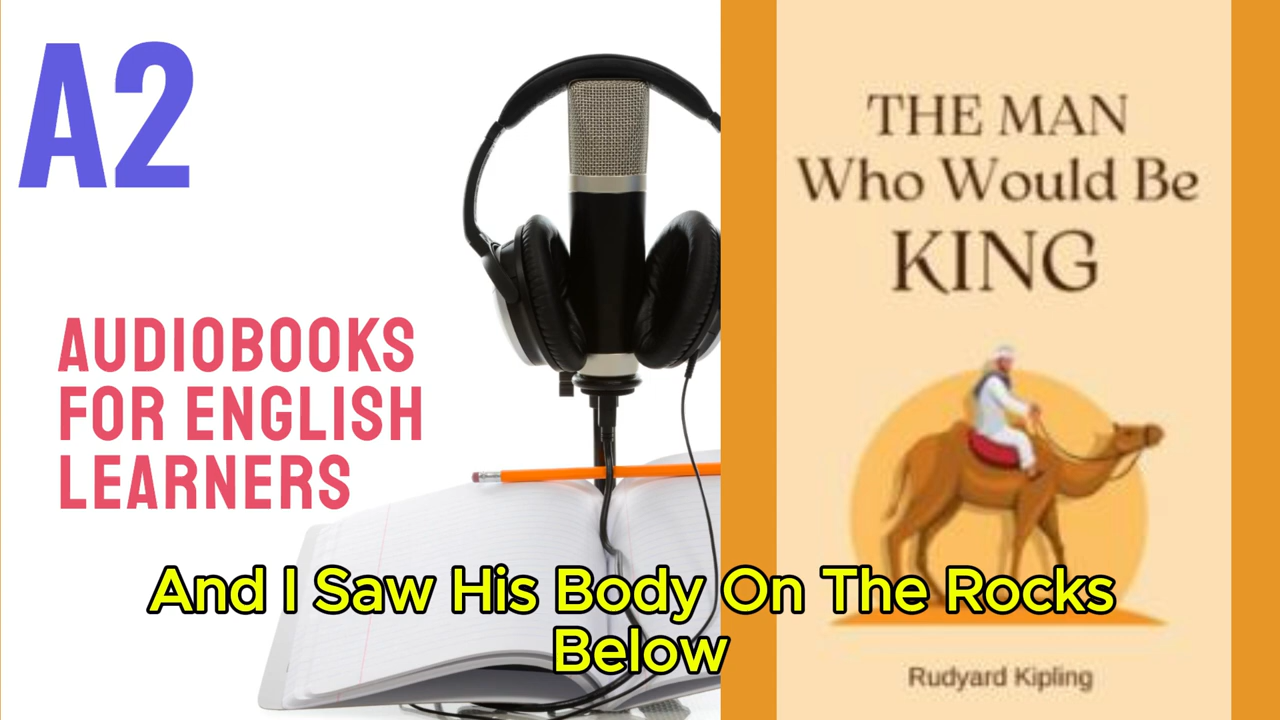 A2
AUDIOBOOKS
FOR ENGLISH
LEARNERS
THE MAN
Who Would Be
KING
Rudyard Kipling
And I Saw His Body On The Rocks
Below